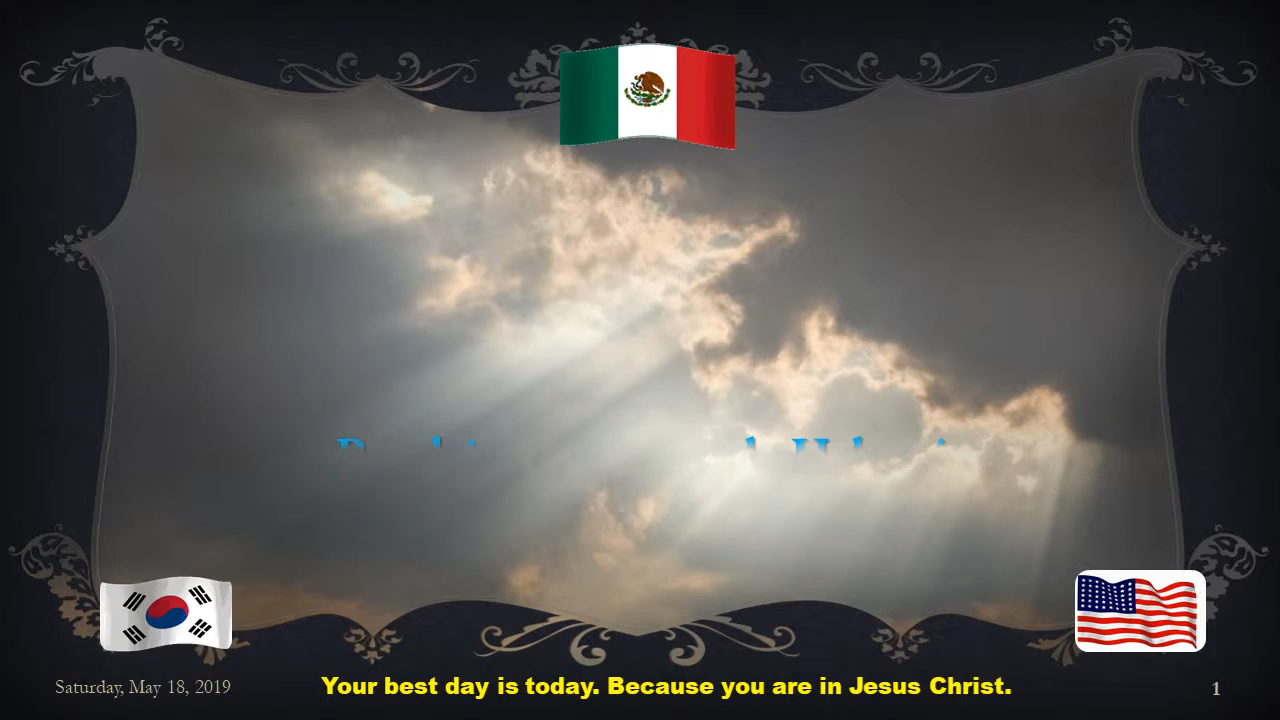 Saturday, May 18, 2019
Your best day is today. Because you are in Jesus Christ.
1